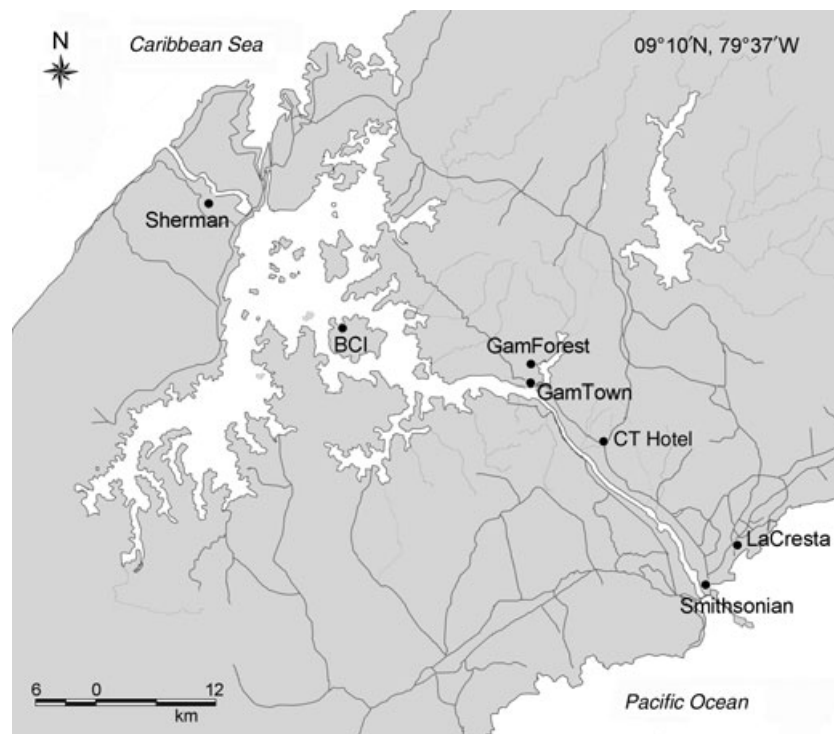 N
Caribbean Sea
09°10′N, 79°37′W
Sherman
BCI
GamForest
GamTown
CT Hotel
LaCresta
Smithsonian
6 0 12
km
Pacific Ocean